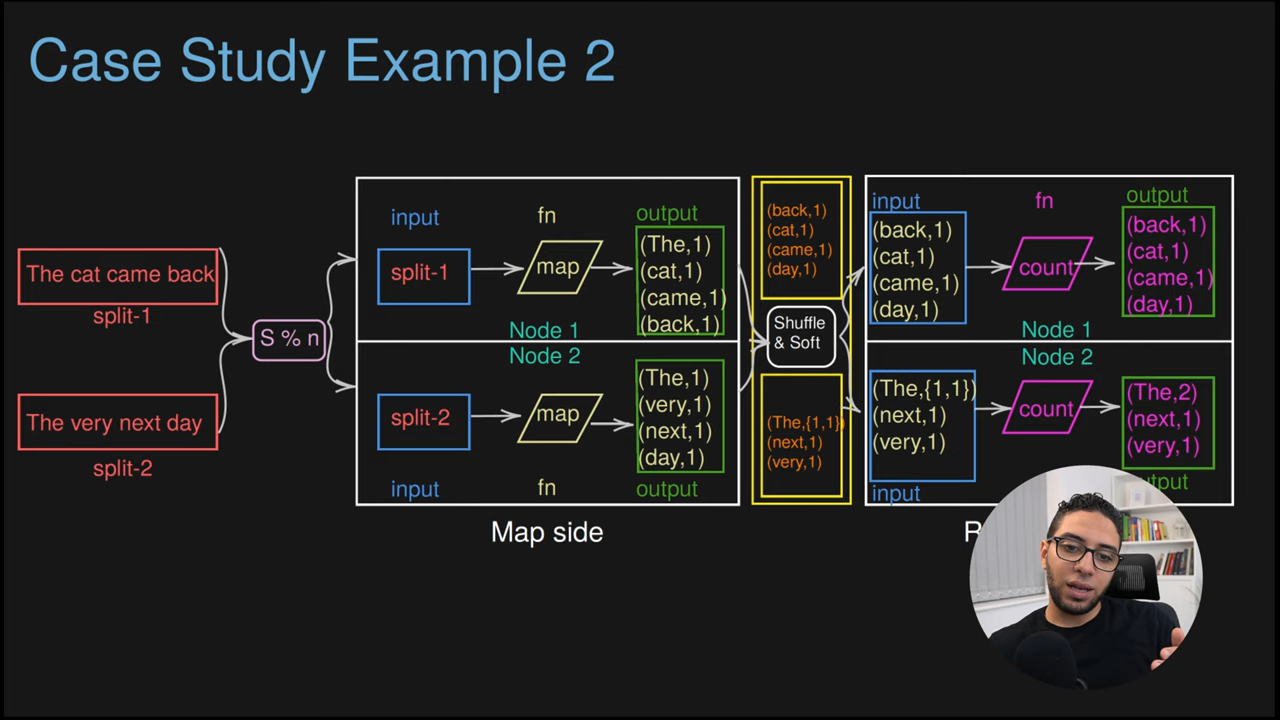 Case Study Example 2
The cat came back
split-1
The very next day
split-2
S % n
input
fn
output
split-1
map
(The,1)
(cat,1)
(came,1)
(back,1)
Node 1
Node 2
split-2
map
(The,1)
(very,1)
(next,1)
(day,1)
input
fn
output
Map side
(back,1)
(cat,1)
(came,1)
(day,1)
Shuffle
& Soft
(The,{1,1})
(next,1)
(very,1)
input
fn
output
(back,1)
(cat,1)
(came,1)
(day,1)
count
(back,1)
(cat,1)
(came,1)
(day,1)
Node 1
Node 2
(The,{1,1})
(next,1)
(very,1)
count
(The,2)
(next,1)
(very,1)
input